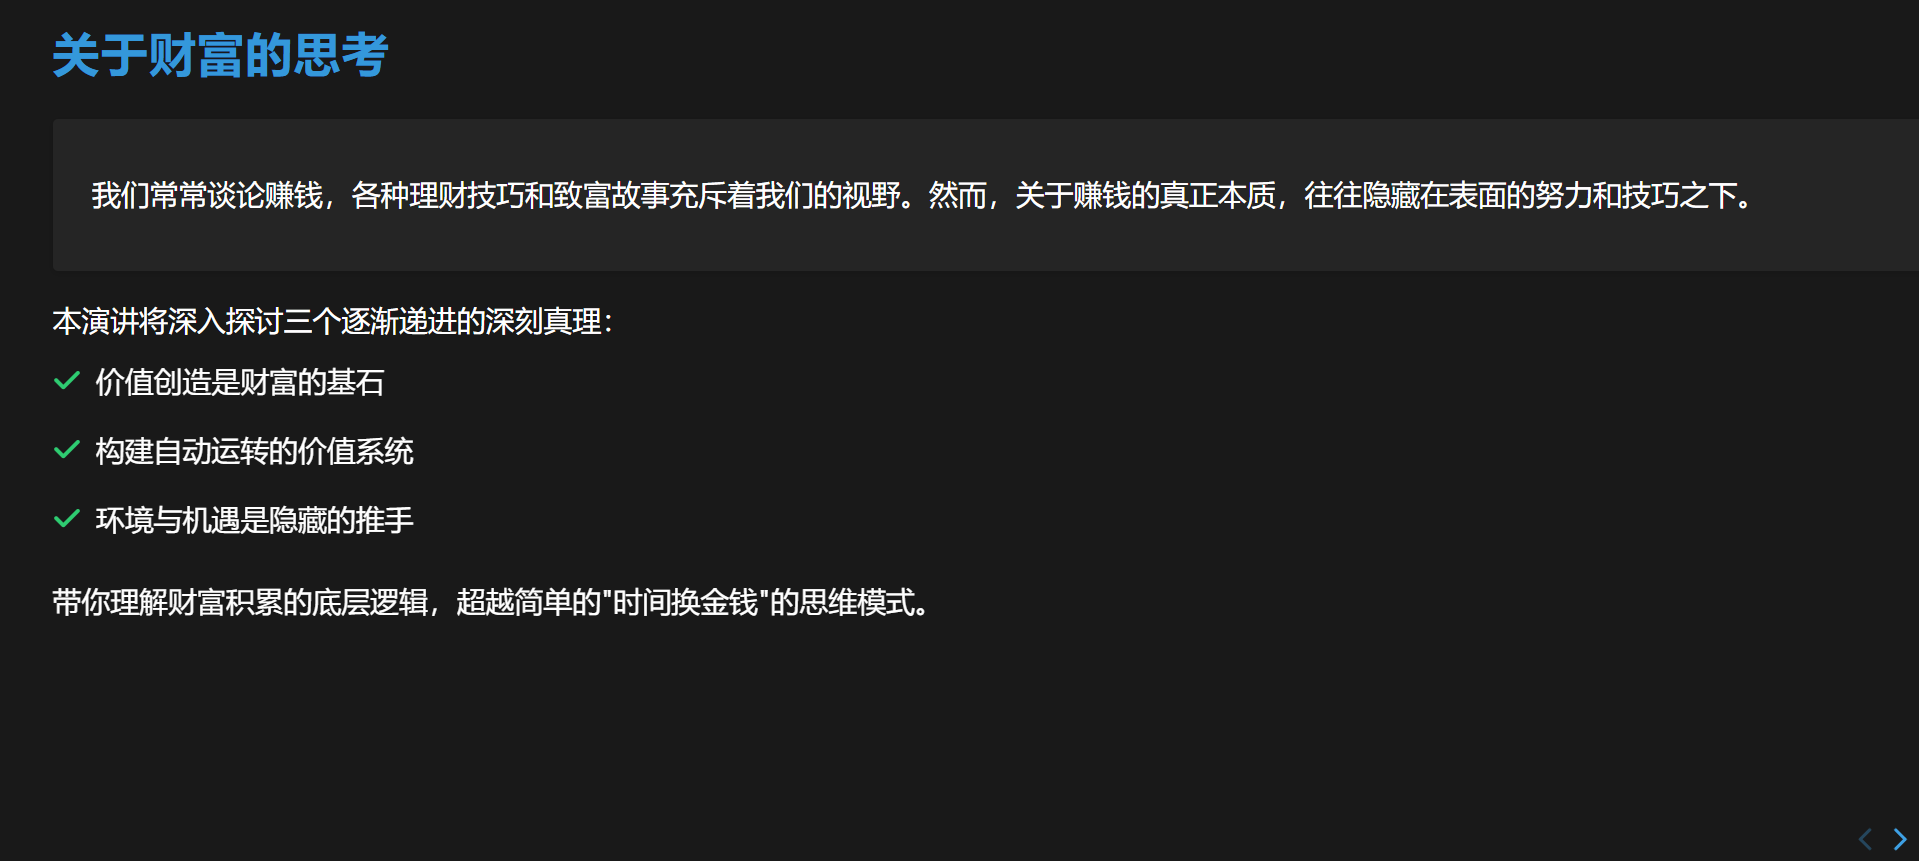 关于财富的思考
我们常常谈论赚钱，各种理财技巧和致富故事充斥着我们的视野。然而，关于赚钱的真正本质，往往隐藏在表面的努力和技巧之下。
本演讲将深入探讨三个逐渐递进的深刻真理：
价值创造是财富的基石
构建自动运转的价值系统
环境与机遇是隐藏的推手
带你理解财富积累的底层逻辑，超越简单的"时间换金钱"的思维模式。